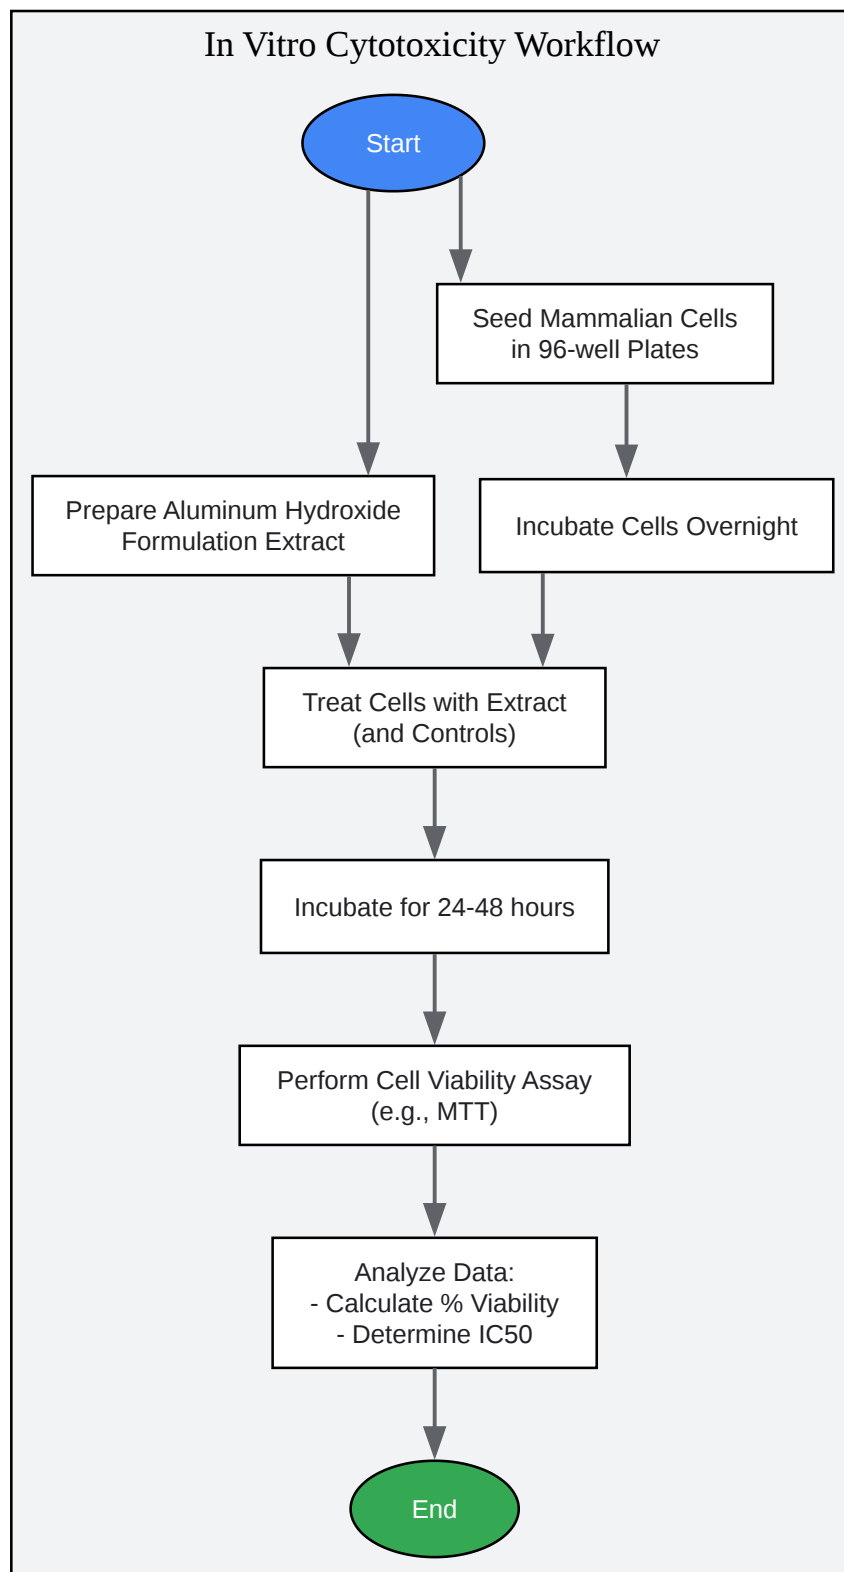 In Vitro Cytotoxicity Workflow
Start
Seed Mammalian Cells
in 96-well Plates
Prepare Aluminum Hydroxide
Formulation Extract
Incubate Cells Overnight
Treat Cells with Extract
(and Controls)
Incubate for 24-48 hours
Perform Cell Viability Assay
(e.g., MTT)
Analyze Data:
- Calculate % Viability
- Determine IC50
End